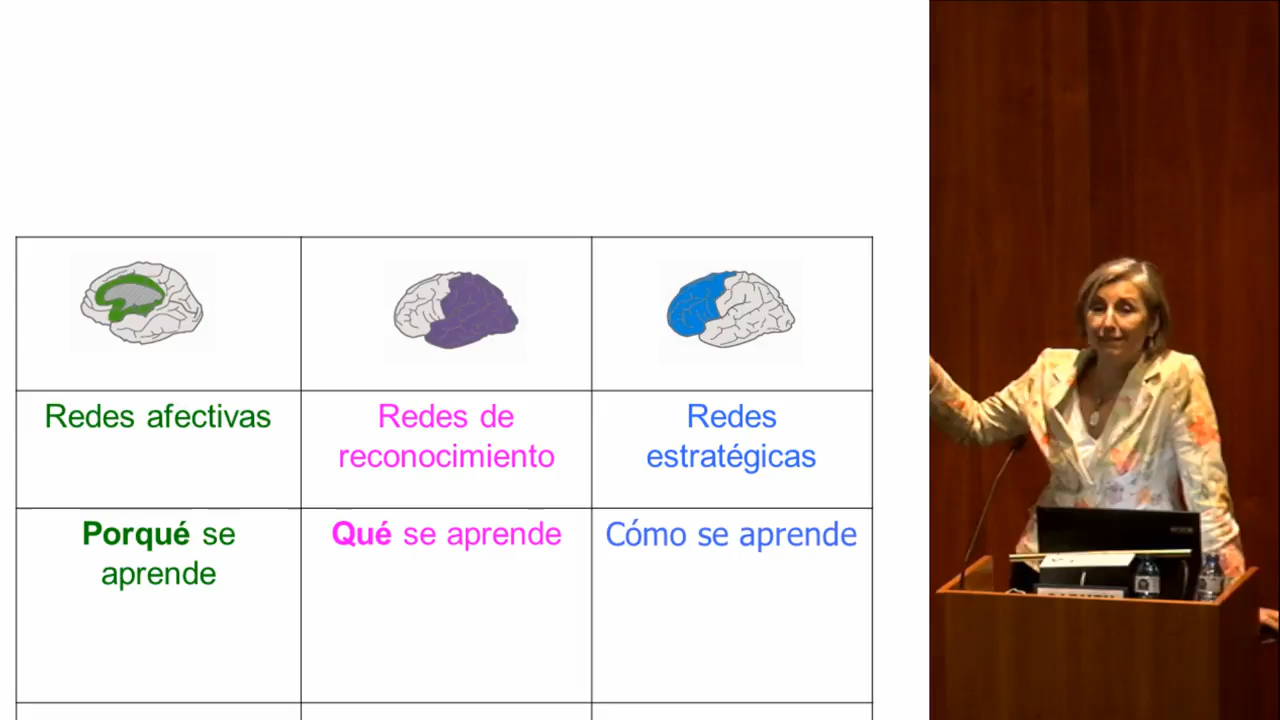 Redes afectivas
Redes de
reconocimiento
Redes
estratégicas
Porqué se
aprende
Qué se aprende
Cómo se aprende